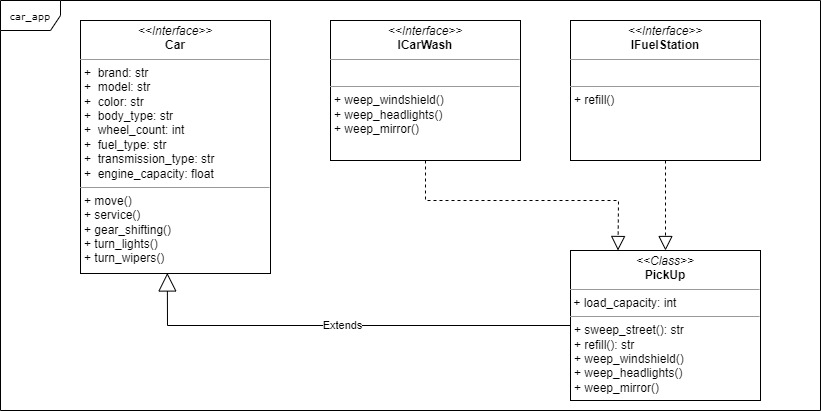 car_app
<<Interface>>
Car
+ brand: str
+ model: str
+ color: str
+ body_type: str
+ wheel_count: int
+ fuel_type: str
+ transmission_type: str
+ engine_capacity: float
+ move()
+ service()
+ gear_shifting()
+ turn_lights()
+ turn_wipers()
<<Interface>>
ICarWash
+ weep_windshield()
+ weep_headlights()
+ weep_mirror()
<<Interface>>
IFuelStation
+ refill()
<<Class>>
PickUp
+ load_capacity: int
+ sweep_street(): str
+ refill(): str
+ weep_windshield()
+ weep_headlights()
+ weep_mirror()
Extends